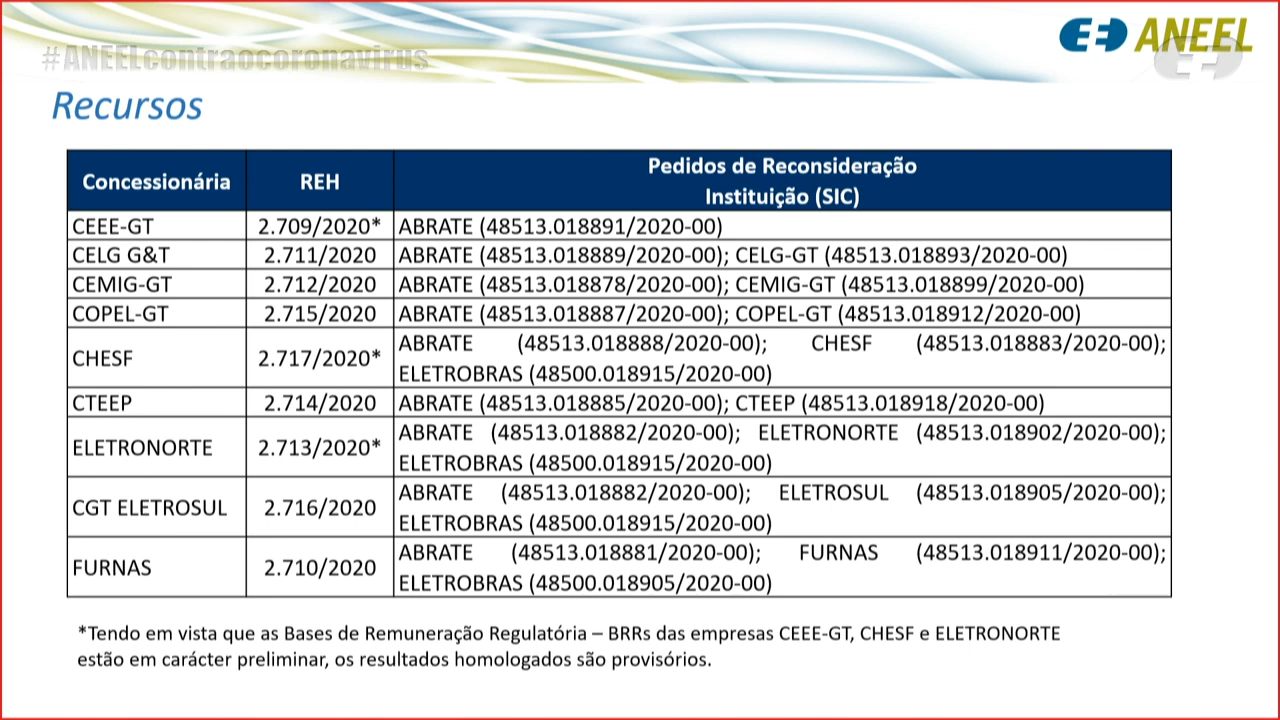 #ANEELcontraocoronavirus
ANEEL
Recursos
Concessionária REH Pedidos de Reconsideração
Instituição (SIC)
CEEE-GT 2.709/2020* ABRATE (48513.018891/2020-00)
CELG G&T 2.711/2020 ABRATE (48513.018889/2020-00); CELG-GT (48513.018893/2020-00)
CEMIG-GT 2.712/2020 ABRATE (48513.018878/2020-00); CEMIG-GT (48513.018899/2020-00)
COPEL-GT 2.715/2020 ABRATE (48513.018887/2020-00); COPEL-GT (48513.018912/2020-00)
CHESF 2.717/2020* ABRATE (48513.018888/2020-00); CHESF (48513.018883/2020-00);
ELETROBRAS (48500.018915/2020-00)
CTEEP 2.714/2020 ABRATE (48513.018885/2020-00); CTEEP (48513.018918/2020-00)
ELETRONORTE 2.713/2020* ABRATE (48513.018882/2020-00); ELETRONORTE (48513.018902/2020-00);
ELETROBRAS (48500.018915/2020-00)
CGT ELETROSUL 2.716/2020 ABRATE (48513.018882/2020-00); ELETROSUL (48513.018905/2020-00);
ELETROBRAS (48500.018915/2020-00)
FURNAS 2.710/2020 ABRATE (48513.018881/2020-00); FURNAS (48513.018911/2020-00);
ELETROBRAS (48500.018905/2020-00)
*Tendo em vista que as Bases de Remuneração Regulatória – BRRs das empresas CEEE-GT, CHESF e ELETRONORTE
estão em carácter preliminar, os resultados homologados são provisórios.